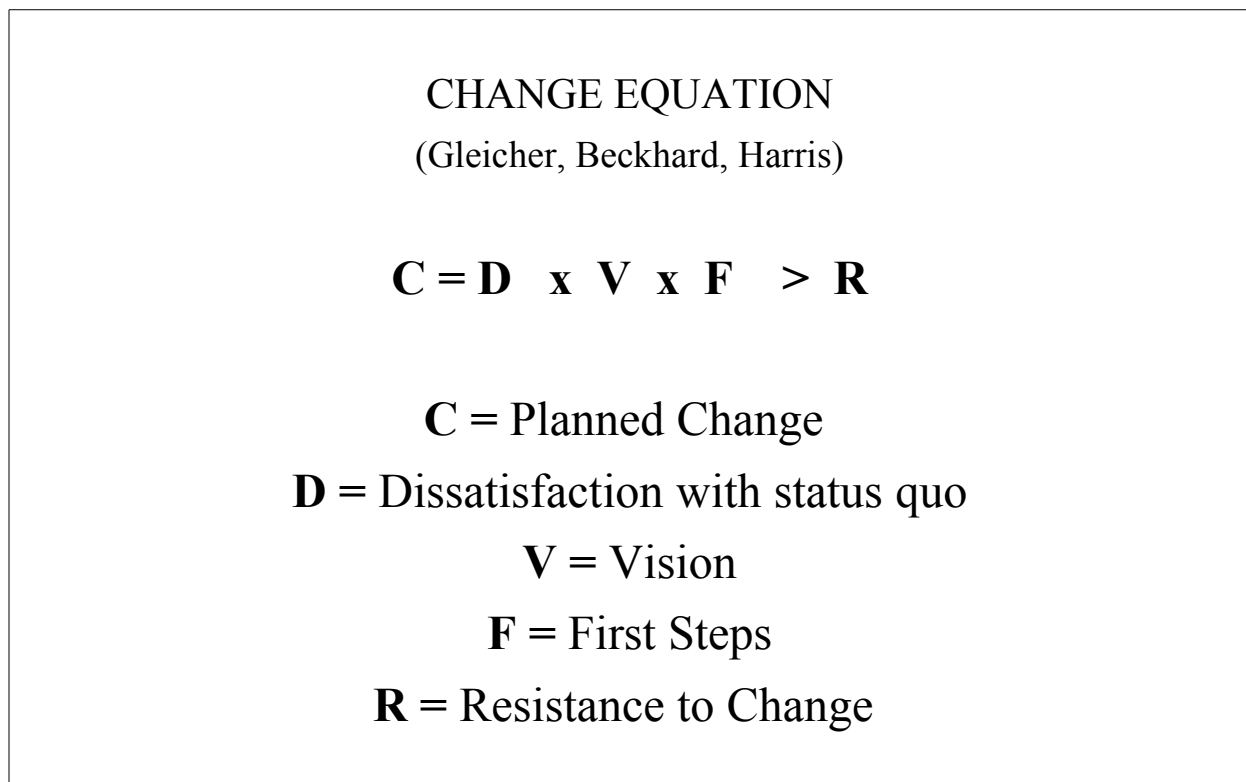 CHANGE EQUATION
(Gleicher, Beckhard, Harris)
C = D x V x F > R
C = Planned Change
D = Dissatisfaction with status quo
V = Vision
F = First Steps
R = Resistance to Change